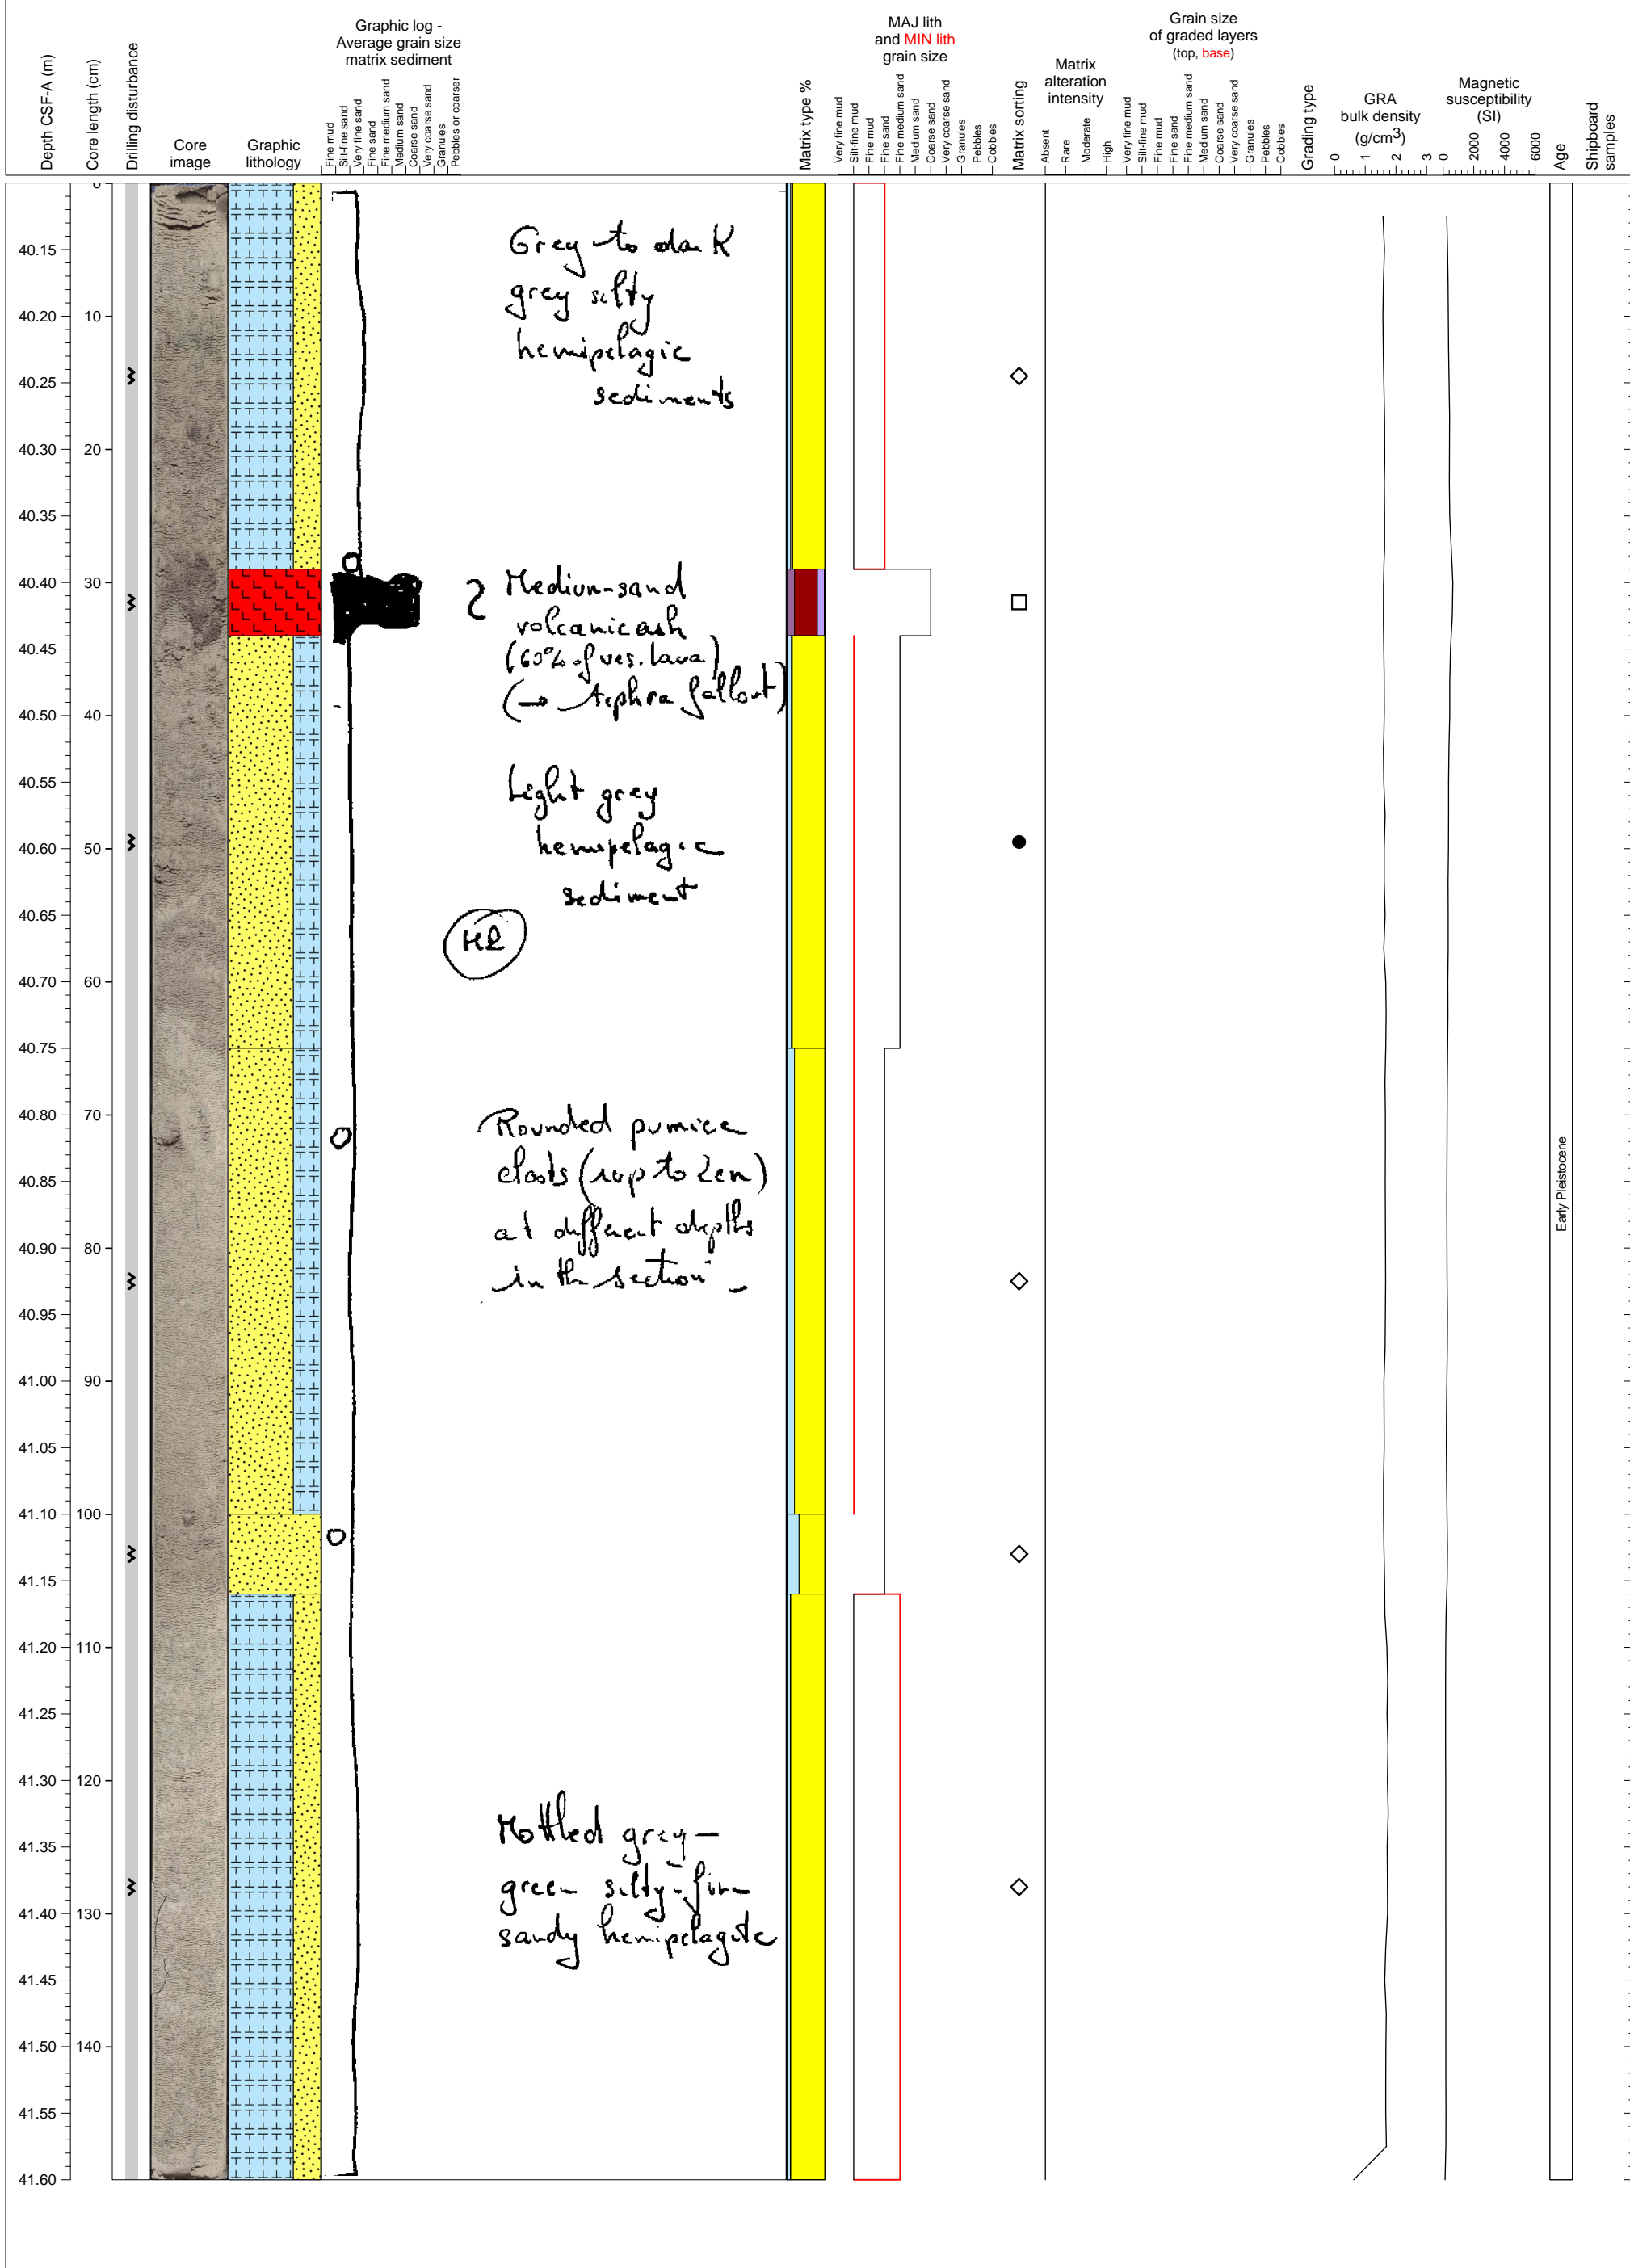 Graphic log -
Average grain size
matrix sediment
MAJ lith
and MIN lith
grain size
Grain size
of graded layers
(top, base)
Matrix
alteration
intensity
GRA
bulk density
(g/cm3)
Magnetic
susceptibility
(SI)
Depth CSF-A (m)
Core length (cm)
Drilling disturbance
Core
image
Graphic
lithology
Fine mud
Silt-fine sand
Very fine sand
Fine sand
Fine medium sand
Medium sand
Coarse sand
Very coarse sand
Granules
Pebbles or coarser
Matrix type %
Very fine mud
Silt-fine mud
Fine mud
Fine sand
Fine medium sand
Medium sand
Coarse sand
Very coarse sand
Granules
Pebbles
Cobbles
Matrix sorting
Absent
Rare
Moderate
High
Very fine mud
Silt-fine mud
Fine mud
Fine sand
Fine medium sand
Medium sand
Coarse sand
Very coarse sand
Granules
Pebbles
Cobbles
Grading type
0 1 2 3
0 2000 4000 6000
Age
Shipboard
samples
0
40.15
40.20 10
40.25
40.30 20
40.35
40.40 30
40.45
40.50 40
40.55
40.60 50
40.65
40.70 60
40.75
40.80 70
40.85
40.90 80
40.95
41.00 90
41.05
41.10 100
41.15
41.20 110
41.25
41.30 120
41.35
41.40 130
41.45
41.50 140
41.55
41.60
Grey to dark
grey silty
hemipelagic
sediments
Medium-sand
volcanic ash
(60% of ves. lava)
(→ tephra fallout)
Light grey
hemipelagic
sediment
Rounded pumice
clasts (up to 2cm)
at different depths
in the section
Mottled grey-
green silty-fine
sandy hemipelagite
Early Pleistocene